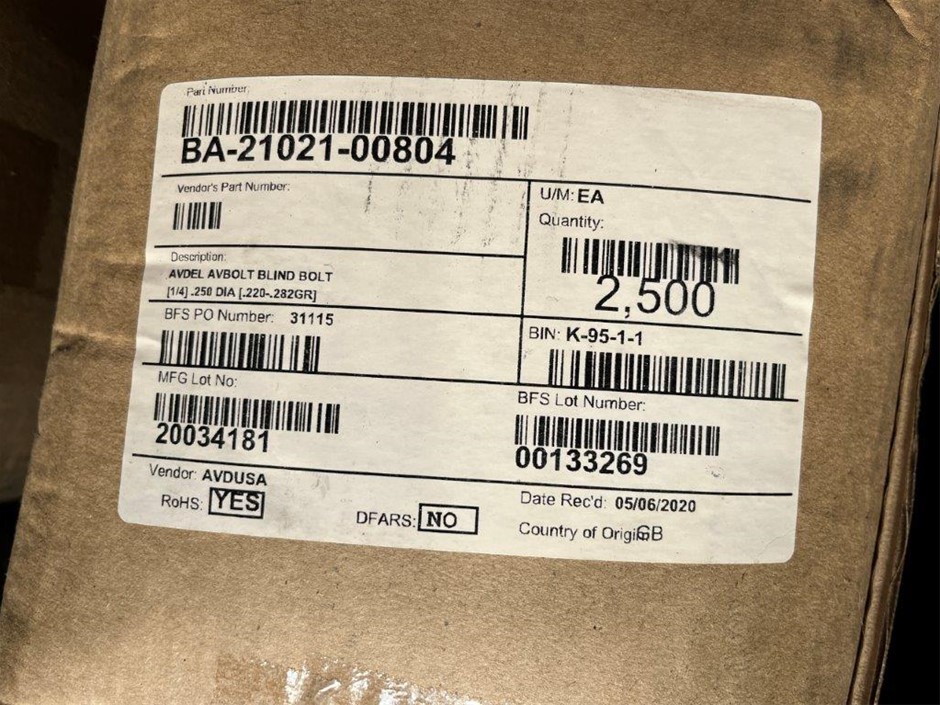 Part Number:
BA-21021-00804
Vendor's Part Number:
U/M: EA
Quantity:
2,500
Description:
AVDEL AVBOLT BLIND BOLT
[1/4] .250 DIA [.220-.282GR]
BFS PO Number: 31115
BIN: K-95-1-1
MFG Lot No:
20034181
BFS Lot Number:
00133269
Vendor: AVDUSA
RoHS: YES
DFARS: NO
Date Rec'd: 05/06/2020
Country of Origin: GB